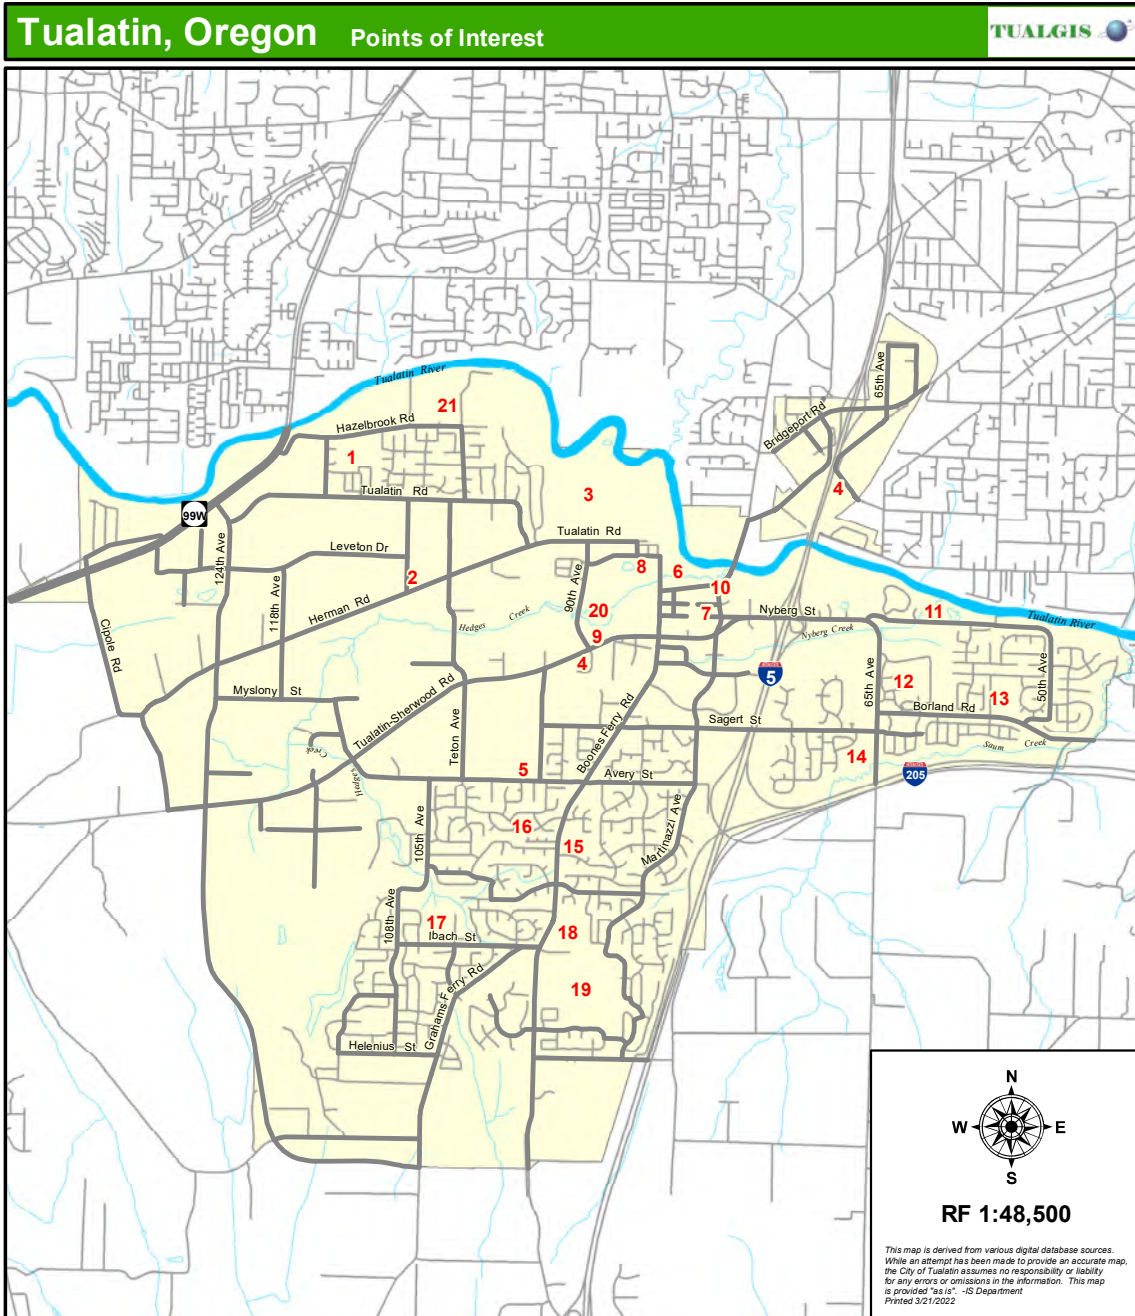 Tualatin, Oregon Points of Interest
TUALGIS
Tualatin River
65th Ave
21
Hazelbrook Rd
Bridgeport Rd
1
Tualatin Rd
3
4
99W
Tualatin Rd
124th Ave
Leveton Dr
2
8
6
10
118th Ave
90th Ave
Herman Rd
Hedges Creek
20
7
Nyberg St
11
Tualatin River
Cipole Rd
9
Nyberg Creek
4
INTERSTATE
5
65th Ave
12
50th Ave
13
Myslony St
Tualatin-Sherwood Rd
Boones Ferry Rd
Borland Rd
Teton Ave
Sagert St
Saum Creek
Hedges Creek
14
5
Avery St
INTERSTATE
205
105th Ave
16
15
Martinazzi Ave
108th Ave
17
Ibach St
18
Grahams Ferry Rd
19
Helenius St
N
W E
S
RF 1:48,500
This map is derived from various digital database sources.
While an attempt has been made to provide an accurate map,
the City of Tualatin assumes no responsibility or liability
for any errors or omissions in the information. This map
is provided "as is". -IS Department
Printed 3/21/2022